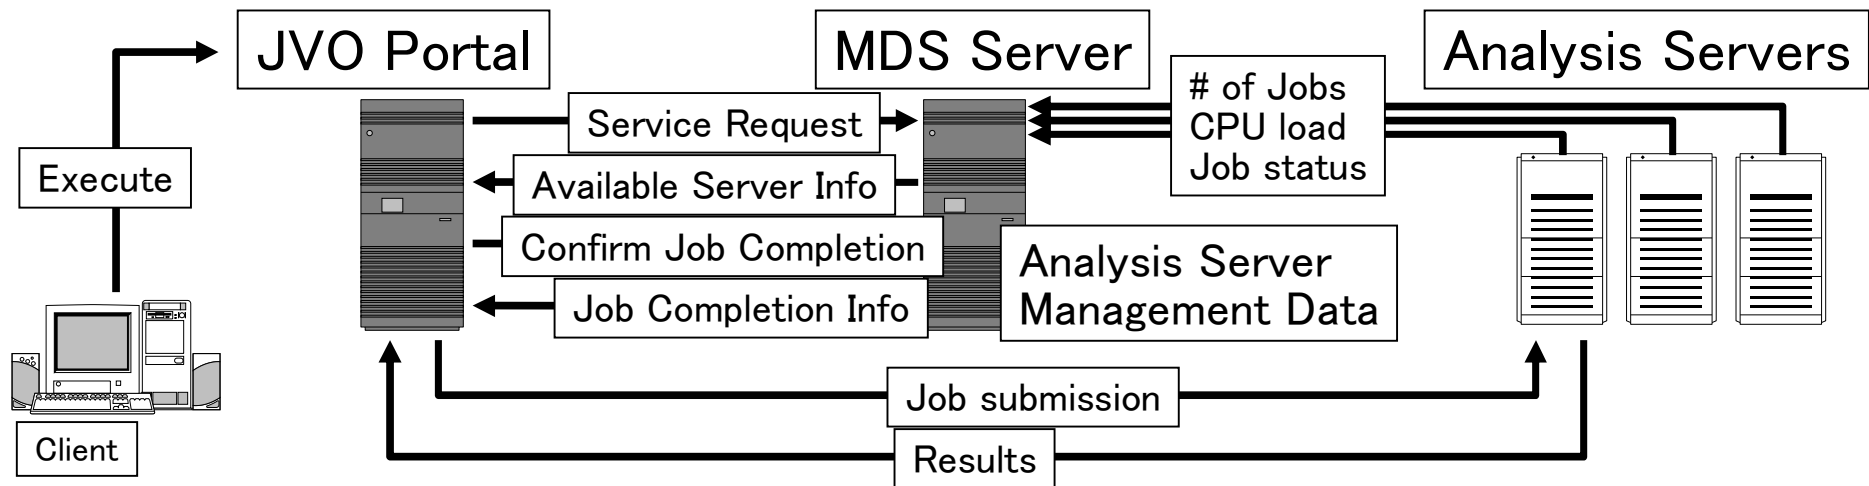 JVO Portal
MDS Server
Analysis Servers
Execute
Service Request
# of Jobs
CPU load
Job status
Available Server Info
Confirm Job Completion
Analysis Server
Management Data
Job Completion Info
Job submission
Client
Results